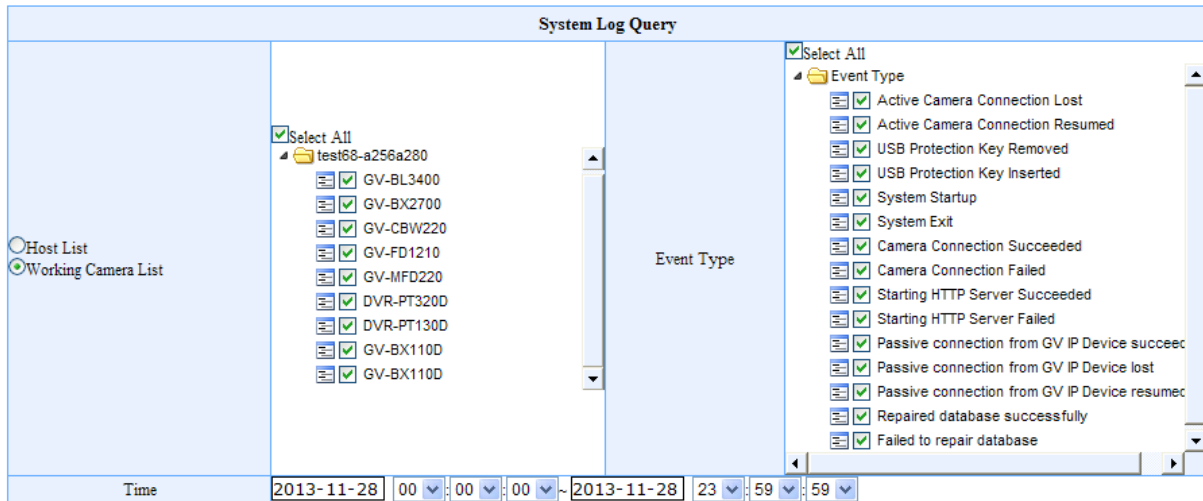 System Log Query
Host List
Working Camera List
Select All
test68-a256a280
GV-BL3400
GV-BX2700
GV-CBW220
GV-FD1210
GV-MFD220
DVR-PT320D
DVR-PT130D
GV-BX110D
GV-BX110D
Event Type
Select All
Event Type
Active Camera Connection Lost
Active Camera Connection Resumed
USB Protection Key Removed
USB Protection Key Inserted
System Startup
System Exit
Camera Connection Succeeded
Camera Connection Failed
Starting HTTP Server Succeeded
Starting HTTP Server Failed
Passive connection from GV IP Device succeed
Passive connection from GV IP Device lost
Passive connection from GV IP Device resumed
Repaired database successfully
Failed to repair database
Time 2013-11-28 00 : 00 : 00 ~ 2013-11-28 23 : 59 : 59